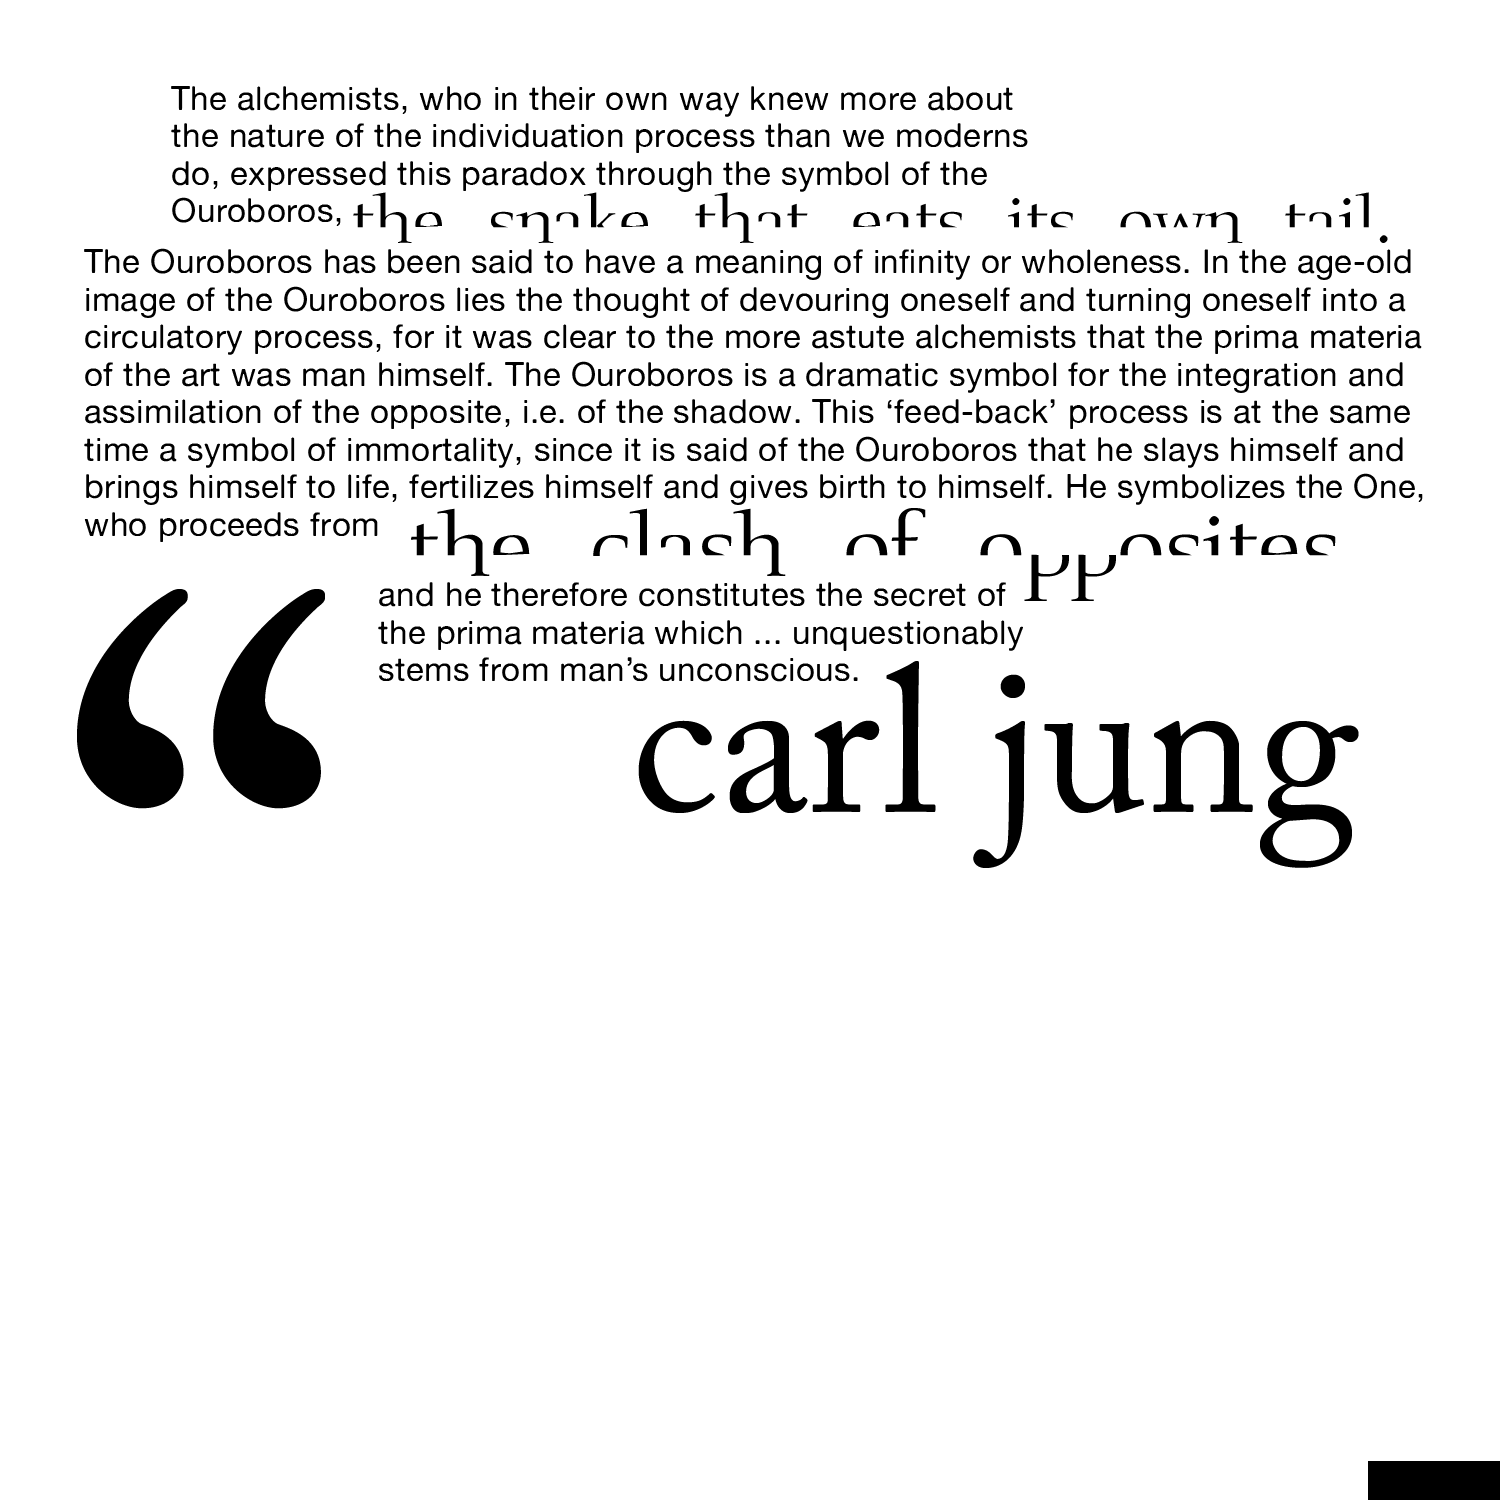 The alchemists, who in their own way knew more about
the nature of the individuation process than we moderns
do, expressed this paradox through the symbol of the
Ouroboros, the snake that eats its own tail.
The Ouroboros has been said to have a meaning of infinity or wholeness. In the age-old
image of the Ouroboros lies the thought of devouring oneself and turning oneself into a
circulatory process, for it was clear to the more astute alchemists that the prima materia
of the art was man himself. The Ouroboros is a dramatic symbol for the integration and
assimilation of the opposite, i.e. of the shadow. This ‘feed-back’ process is at the same
time a symbol of immortality, since it is said of the Ouroboros that he slays himself and
brings himself to life, fertilizes himself and gives birth to himself. He symbolizes the One,
who proceeds from the clash of opposites
and he therefore constitutes the secret of
the prima materia which ... unquestionably
stems from man’s unconscious.
“
carl jung